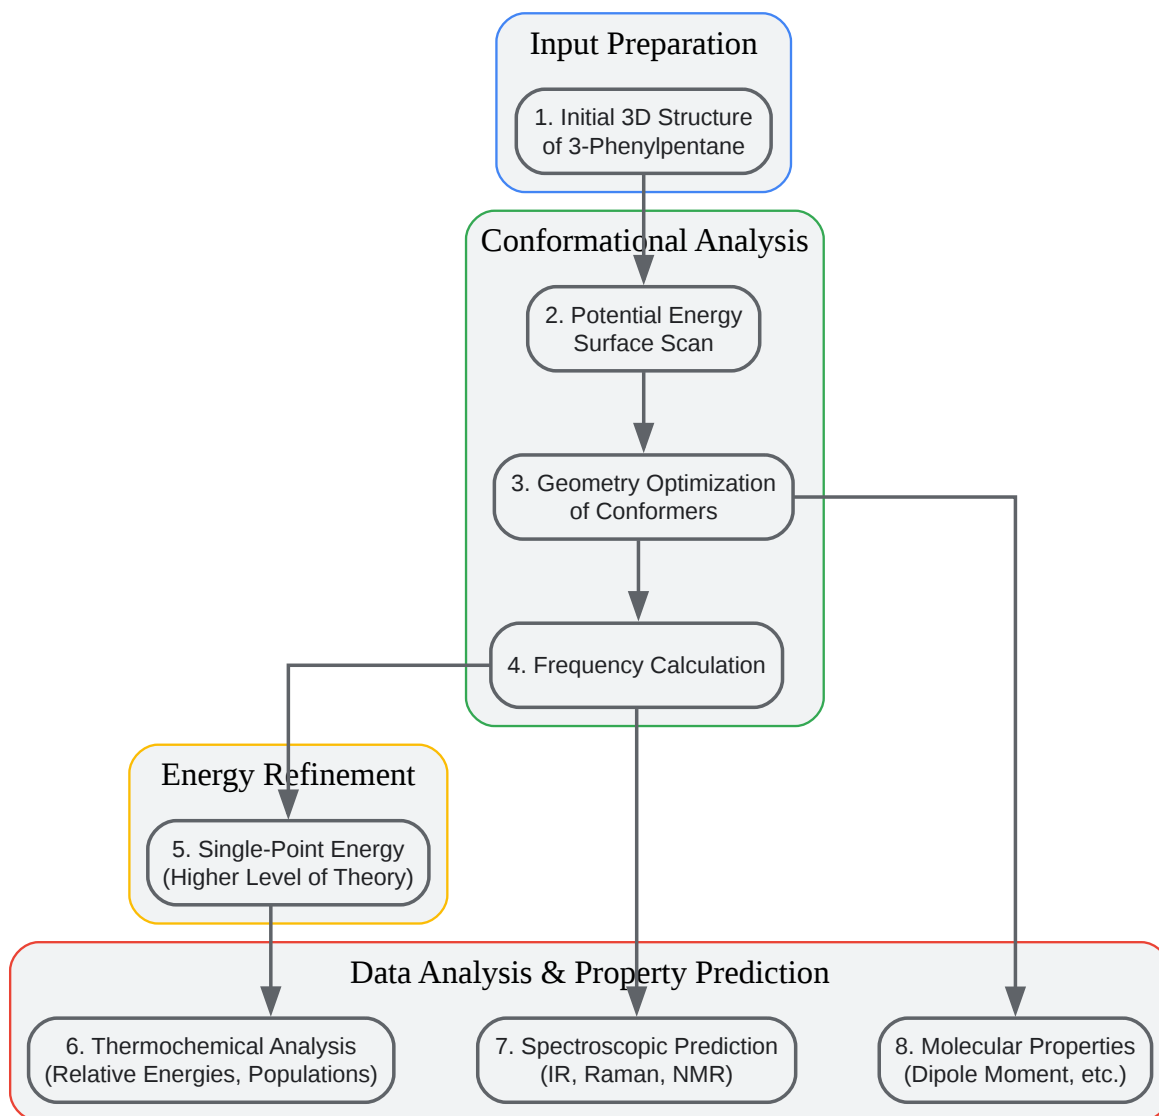 Input Preparation
1. Initial 3D Structure
of 3-Phenylpentane
Conformational Analysis
2. Potential Energy
Surface Scan
3. Geometry Optimization
of Conformers
4. Frequency Calculation
Energy Refinement
5. Single-Point Energy
(Higher Level of Theory)
Data Analysis & Property Prediction
6. Thermochemical Analysis
(Relative Energies, Populations)
7. Spectroscopic Prediction
(IR, Raman, NMR)
8. Molecular Properties
(Dipole Moment, etc.)